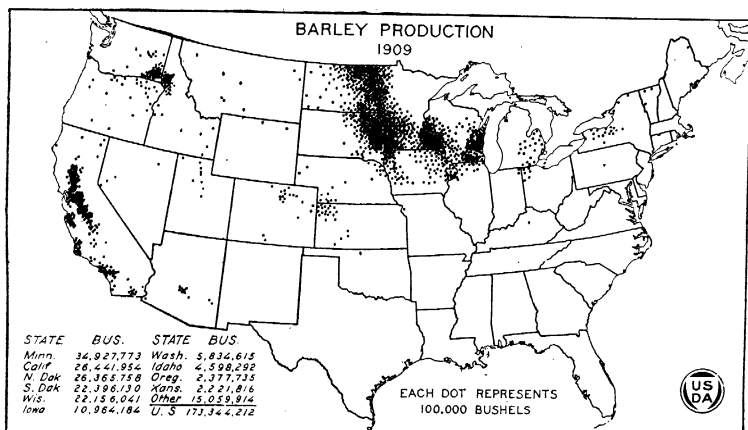 BARLEY PRODUCTION
1909
STATE BUS. STATE BUS.
Minn. 34,927,773 Wash. 5,834,615
Calif 26,441,954 Idaho 4,598,292
N. Dak 26,365,758 Oreg. 2,377,735
S. Dak 22,396,130 Kans. 2,221,816
Wis. 22,156,041 Other 15,059,914
Iowa 10,964,184 U.S 173,344,212
EACH DOT REPRESENTS
100,000 BUSHELS
US
DA